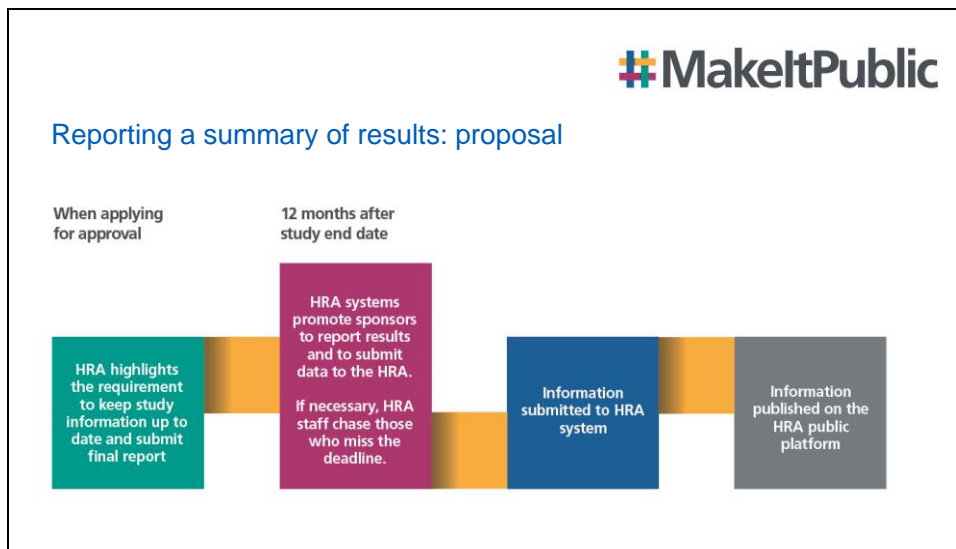 #MakeItPublic
Reporting a summary of results: proposal
When applying
for approval
12 months after
study end date
HRA highlights
the requirement
to keep study
information up to
date and submit
final report
HRA systems
promote sponsors
to report results
and to submit
data to the HRA.
If necessary, HRA
staff chase those
who miss the
deadline.
Information
submitted to HRA
system
Information
published on the
HRA public
platform